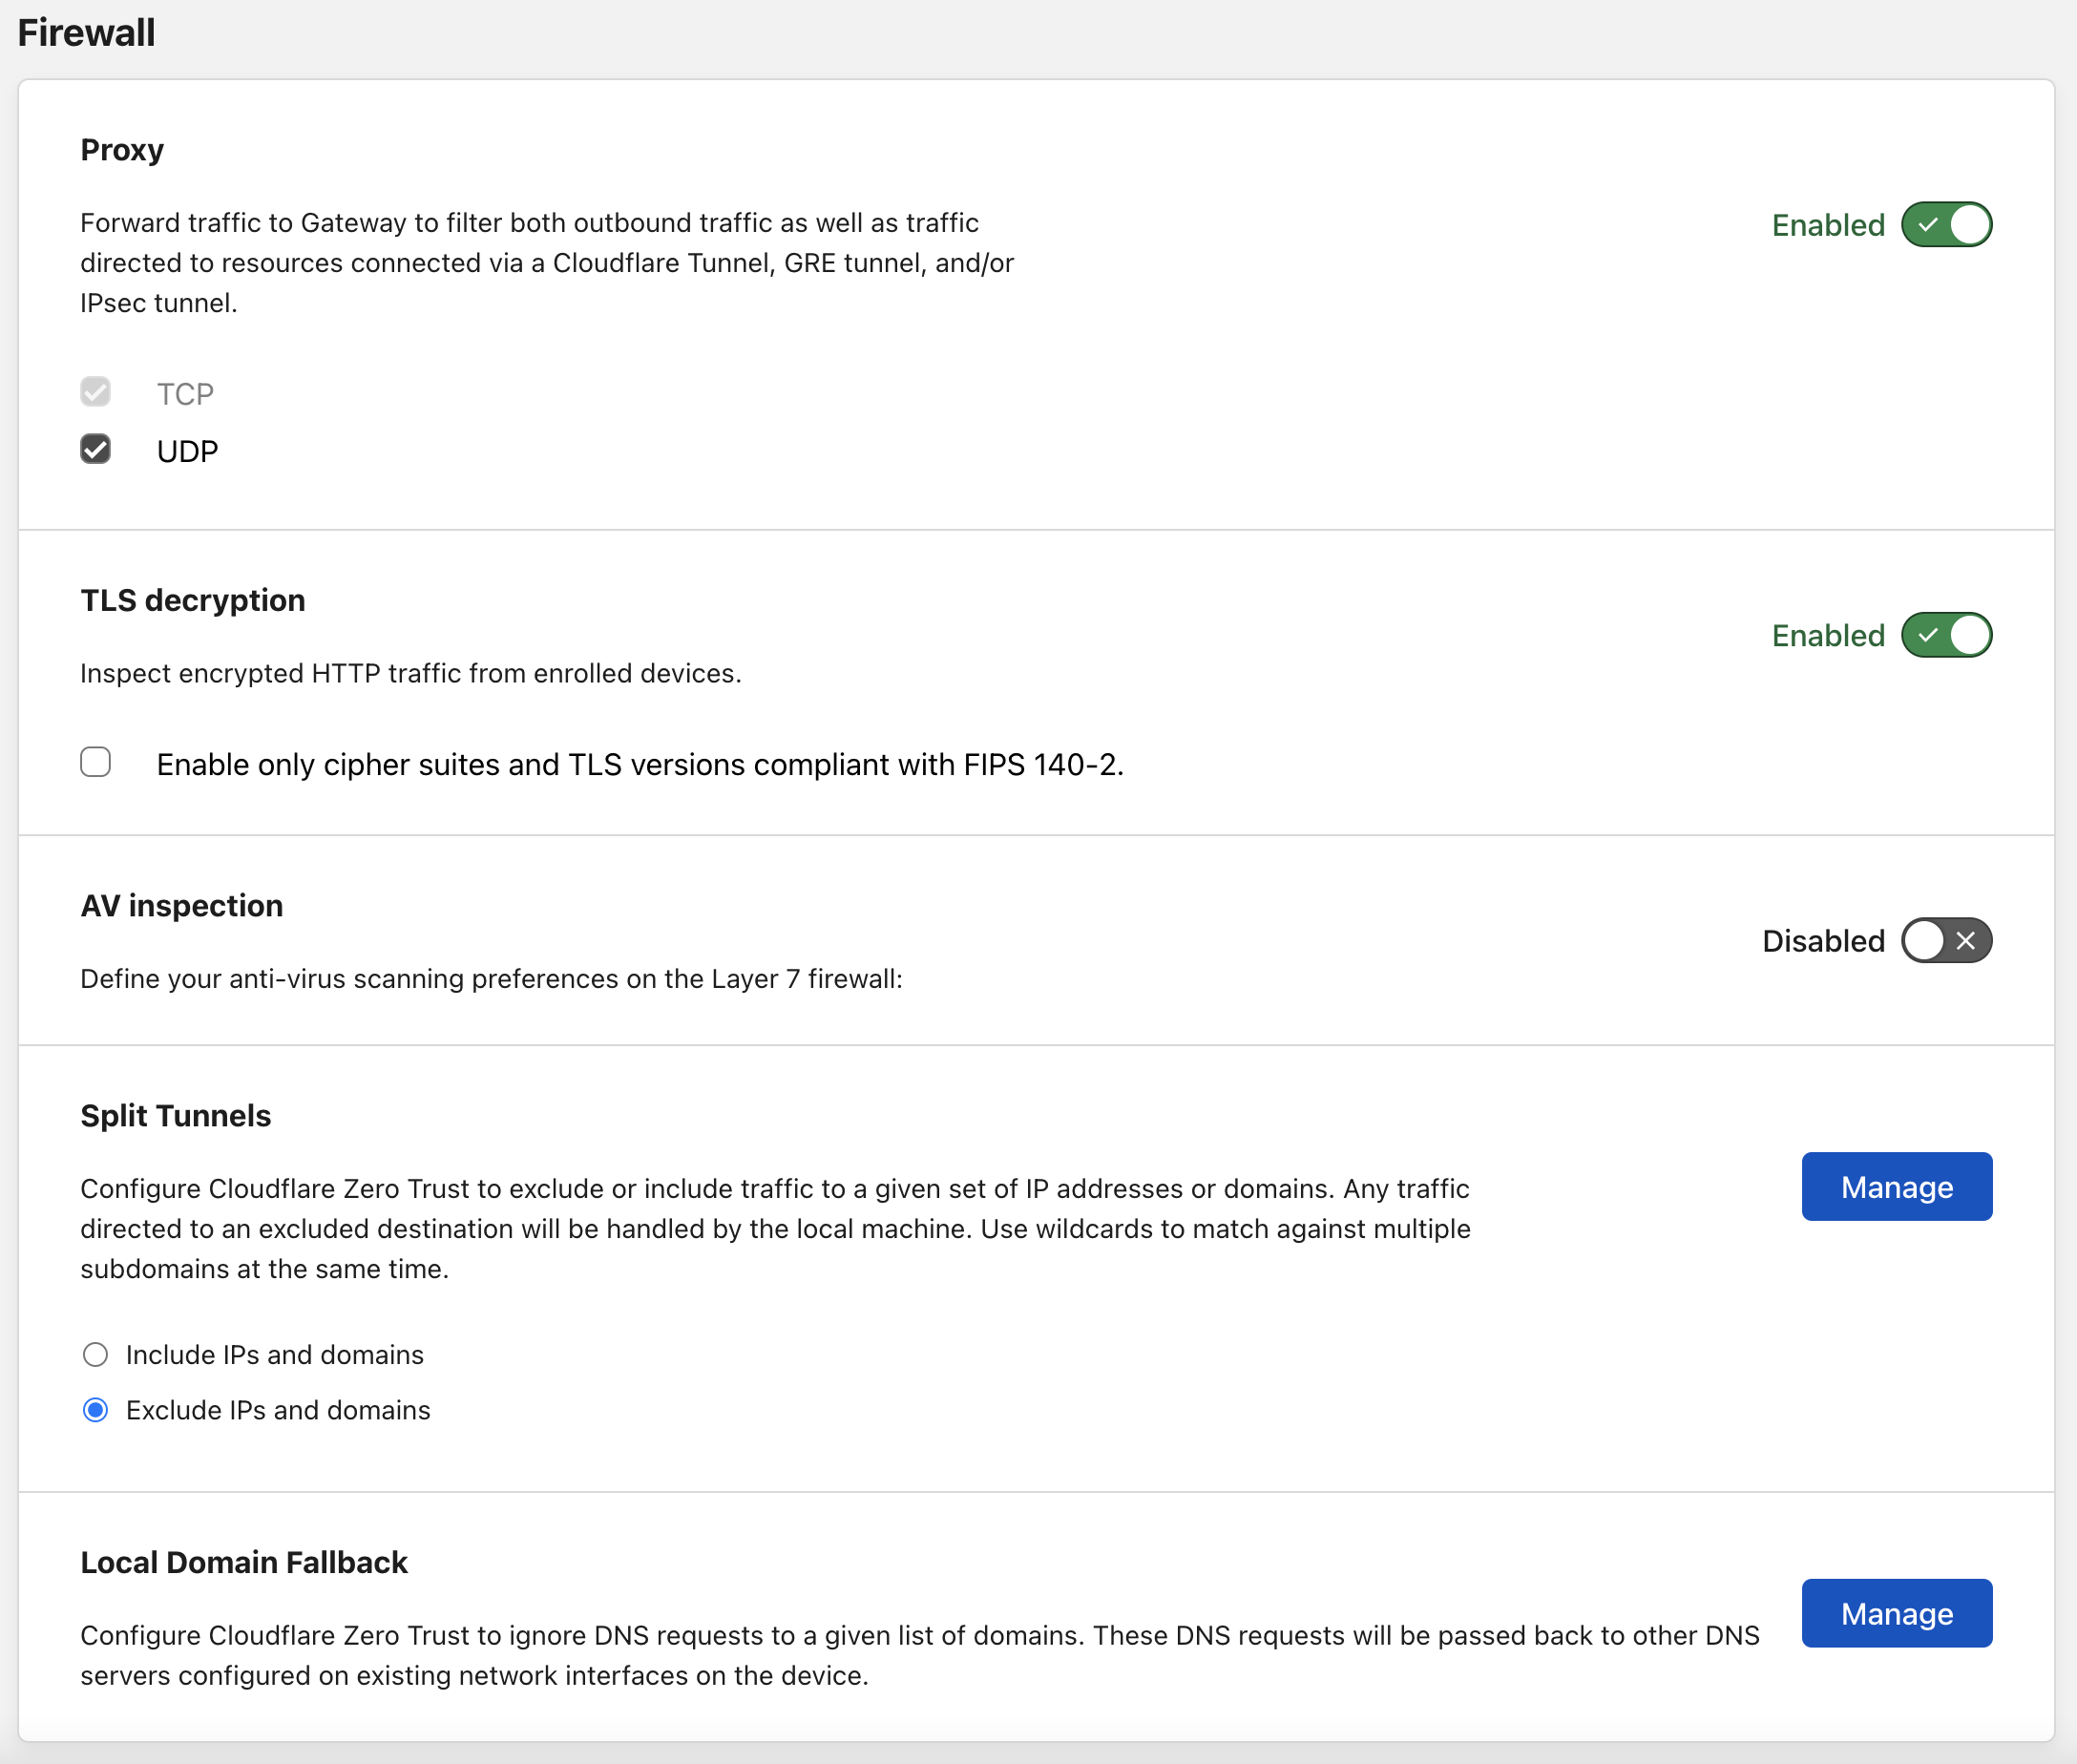 Firewall
Proxy
Forward traffic to Gateway to filter both outbound traffic as well as traffic
directed to resources connected via a Cloudflare Tunnel, GRE tunnel, and/or
IPsec tunnel.
Enabled
TCP
UDP
TLS decryption
Inspect encrypted HTTP traffic from enrolled devices.
Enabled
Enable only cipher suites and TLS versions compliant with FIPS 140-2.
AV inspection
Define your anti-virus scanning preferences on the Layer 7 firewall:
Disabled
Split Tunnels
Configure Cloudflare Zero Trust to exclude or include traffic to a given set of IP addresses or domains. Any traffic
directed to an excluded destination will be handled by the local machine. Use wildcards to match against multiple
subdomains at the same time.
Manage
Include IPs and domains
Exclude IPs and domains
Local Domain Fallback
Configure Cloudflare Zero Trust to ignore DNS requests to a given list of domains. These DNS requests will be passed back to other DNS
servers configured on existing network interfaces on the device.
Manage